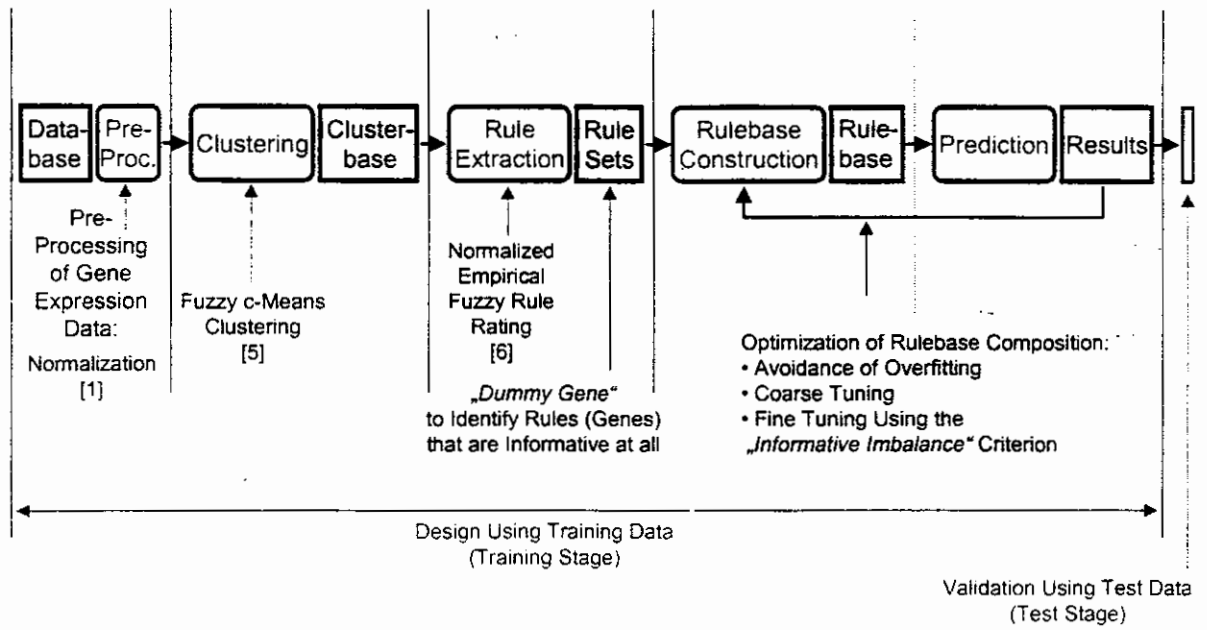 Data-
base
Pre-
Proc.
Clustering
Cluster-
base
Rule
Extraction
Rule
Sets
Rulebase
Construction
Rule-
base
Prediction
Results
Pre-
Processing
of Gene
Expression
Data:
Normalization
[1]
Fuzzy c-Means
Clustering
[5]
Normalized
Empirical
Fuzzy Rule
Rating
[6]
„Dummy Gene“
to Identify Rules (Genes)
that are Informative at all
Optimization of Rulebase Composition:
• Avoidance of Overfitting
• Coarse Tuning
• Fine Tuning Using the
„Informative Imbalance“ Criterion
Design Using Training Data
(Training Stage)
Validation Using Test Data
(Test Stage)